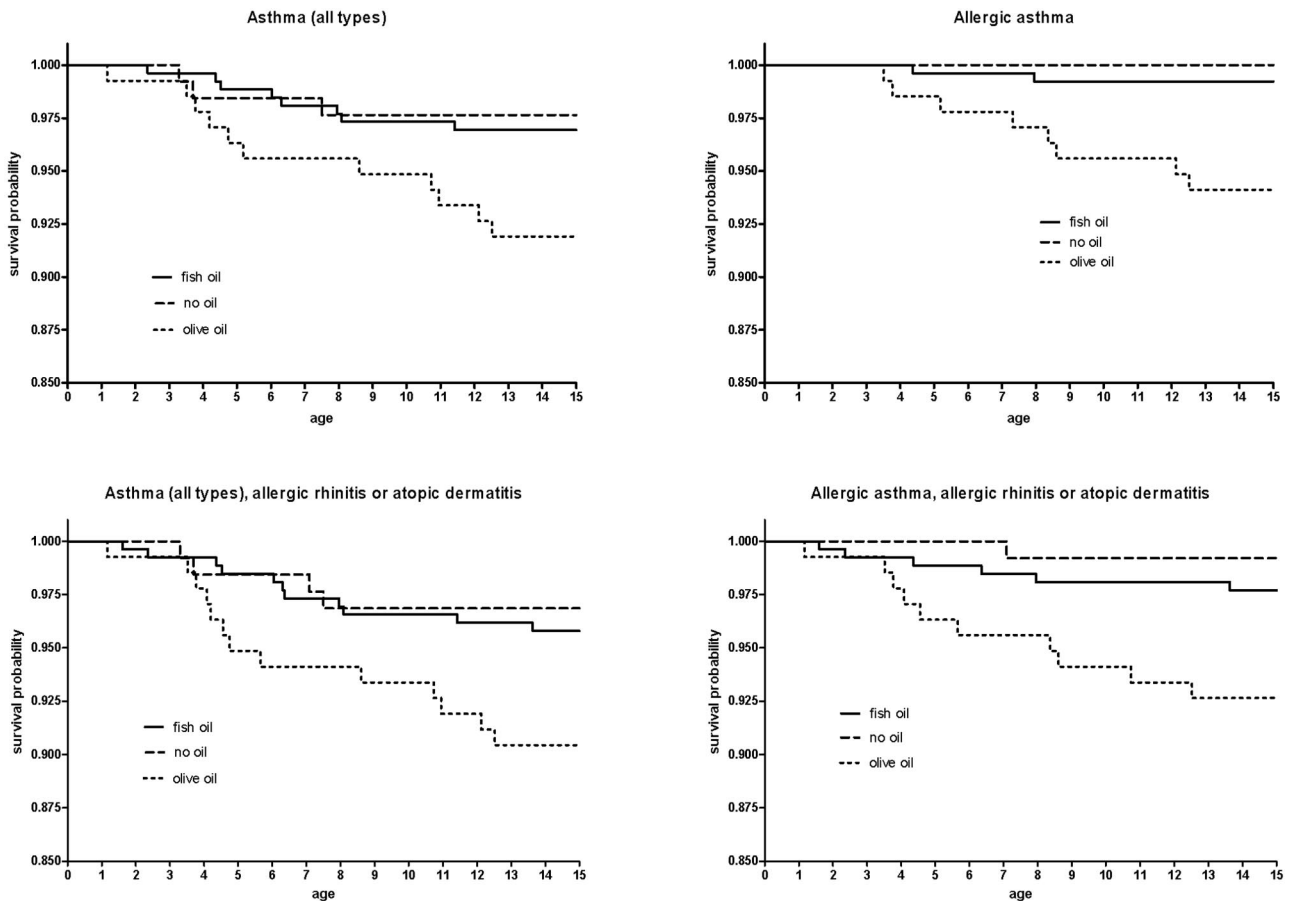 Asthma (all types)
survival probability
1.000
0.975
0.950
0.925
0.900
0.875
0.850
fish oil
no oil
olive oil
0 1 2 3 4 5 6 7 8 9 10 11 12 13 14 15
age
Allergic asthma
survival probability
1.000
0.975
0.950
0.925
0.900
0.875
0.850
fish oil
no oil
olive oil
0 1 2 3 4 5 6 7 8 9 10 11 12 13 14 15
age
Asthma (all types), allergic rhinitis or atopic dermatitis
survival probability
1.000
0.975
0.950
0.925
0.900
0.875
0.850
fish oil
no oil
olive oil
0 1 2 3 4 5 6 7 8 9 10 11 12 13 14 15
age
Allergic asthma, allergic rhinitis or atopic dermatitis
survival probability
1.000
0.975
0.950
0.925
0.900
0.875
0.850
fish oil
no oil
olive oil
0 1 2 3 4 5 6 7 8 9 10 11 12 13 14 15
age